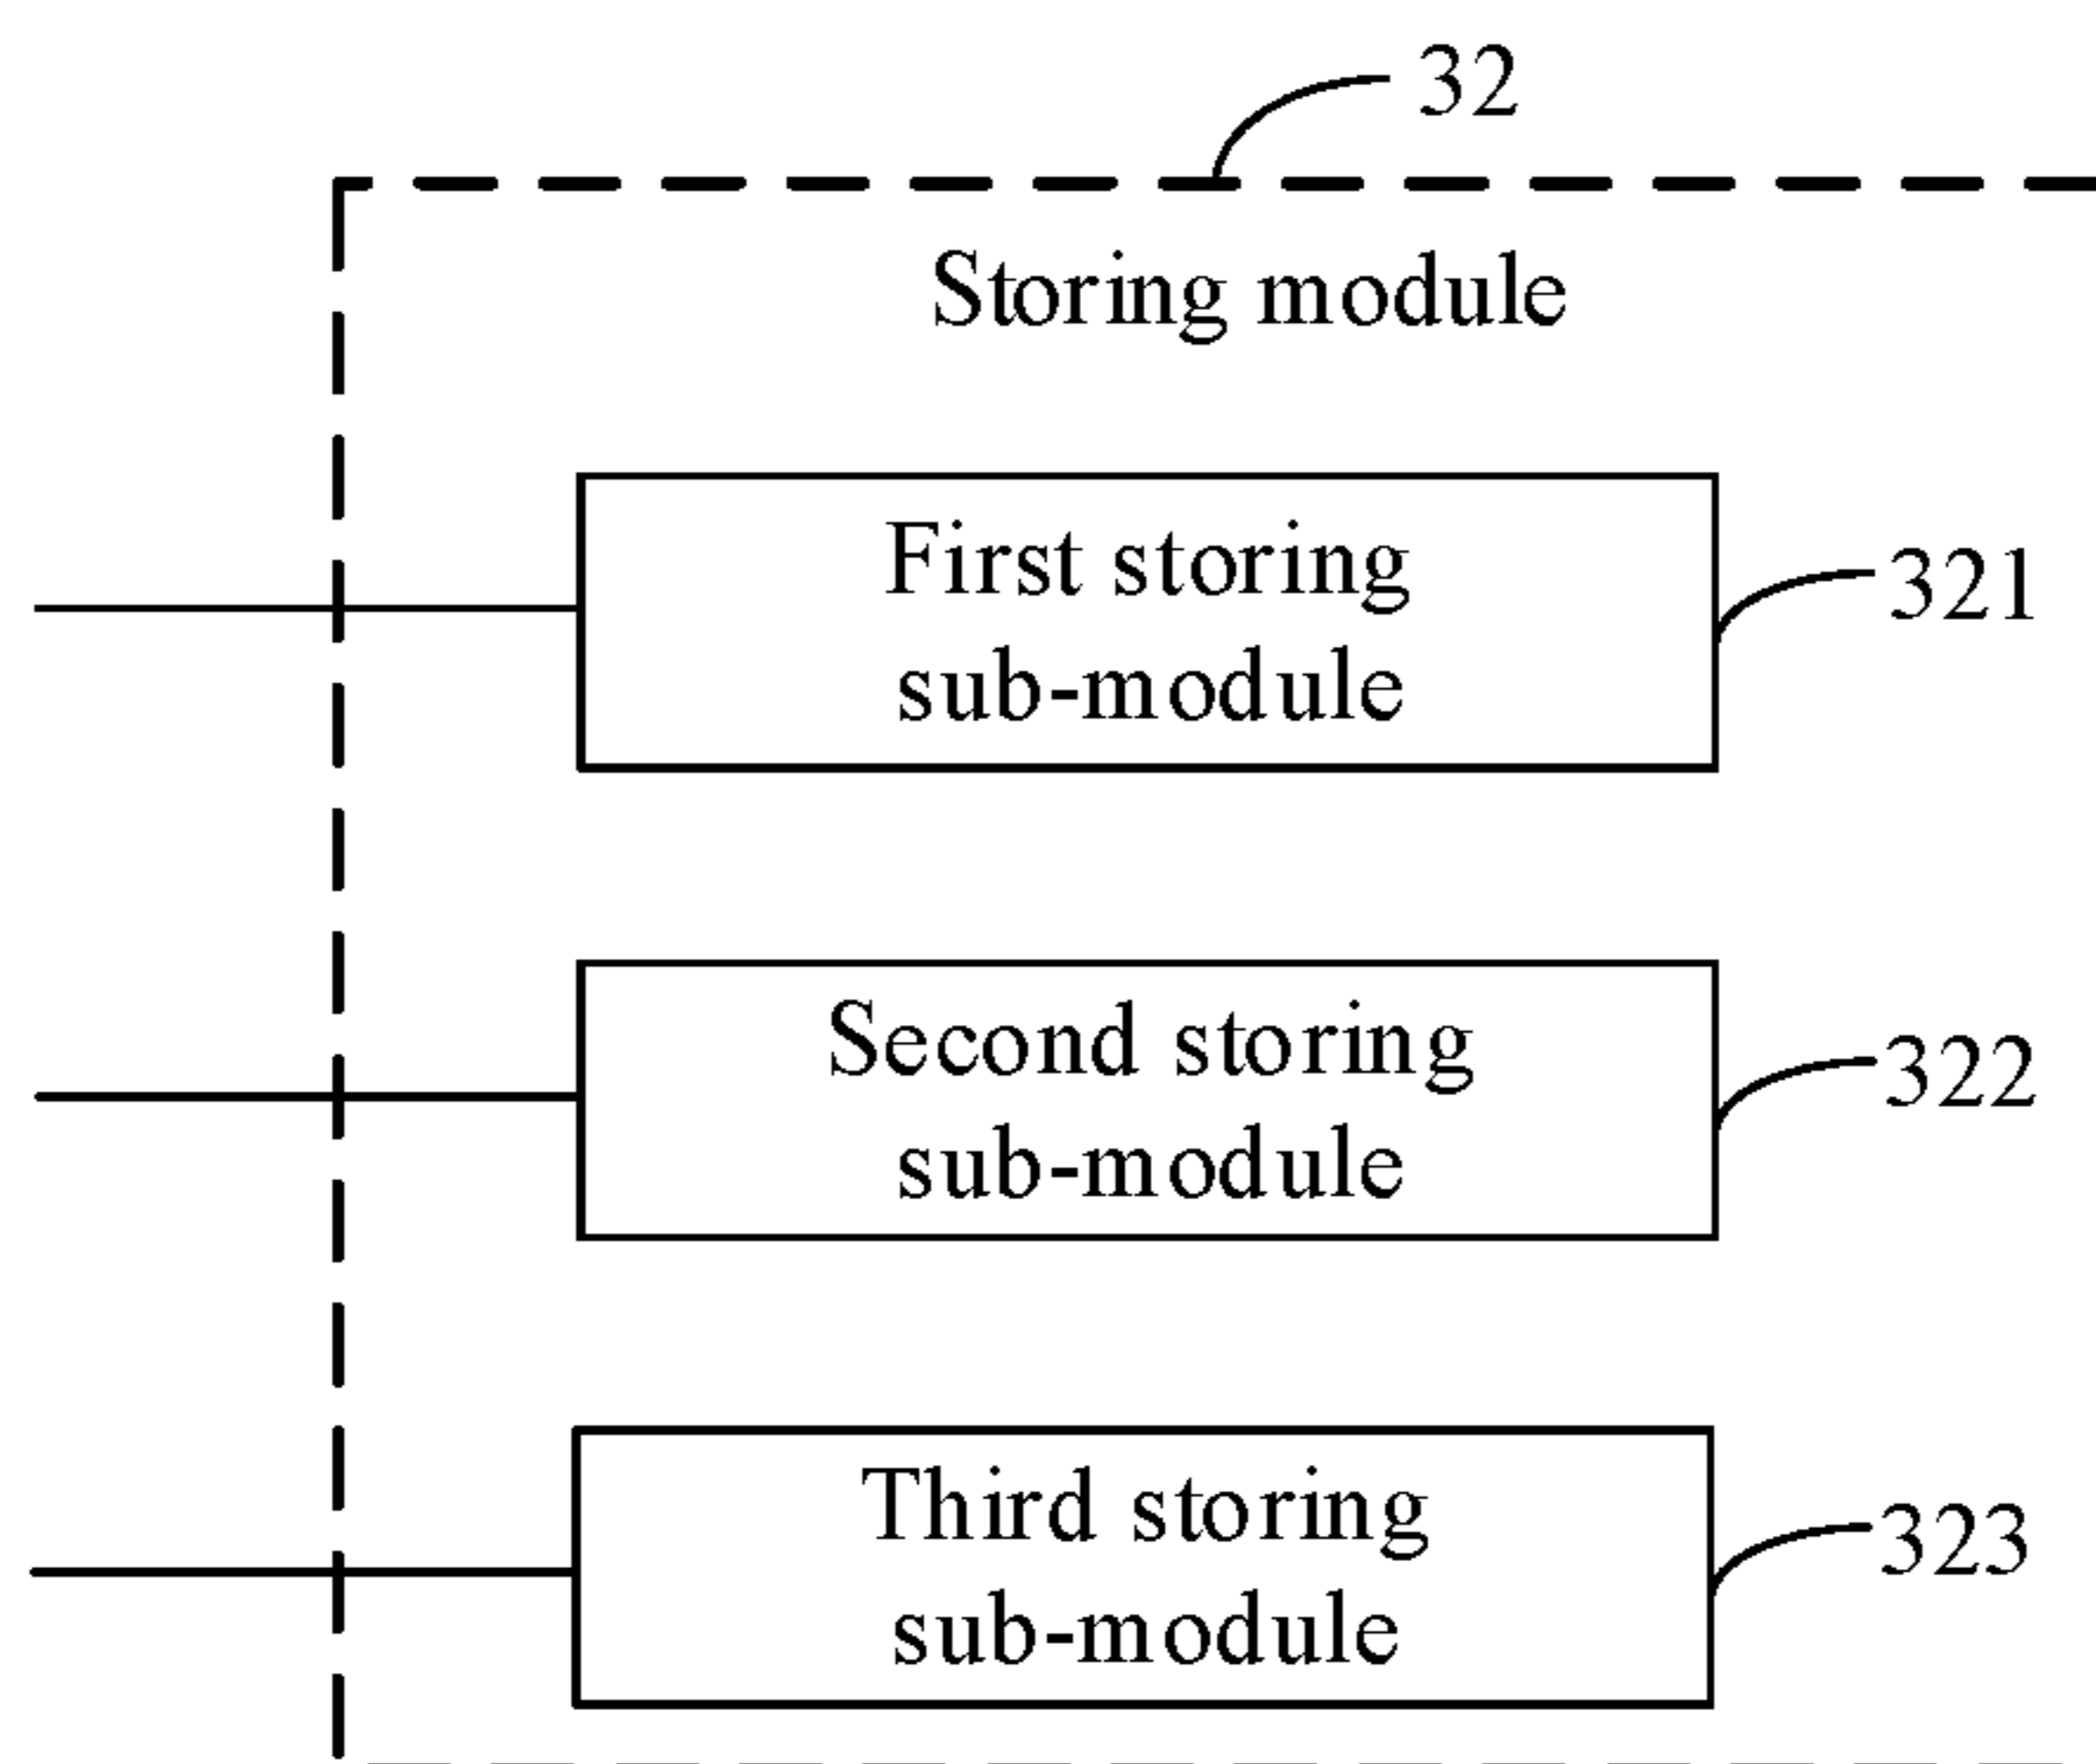 32
Storing module
First storing
sub-module
321
Second storing
sub-module
322
Third storing
sub-module
323